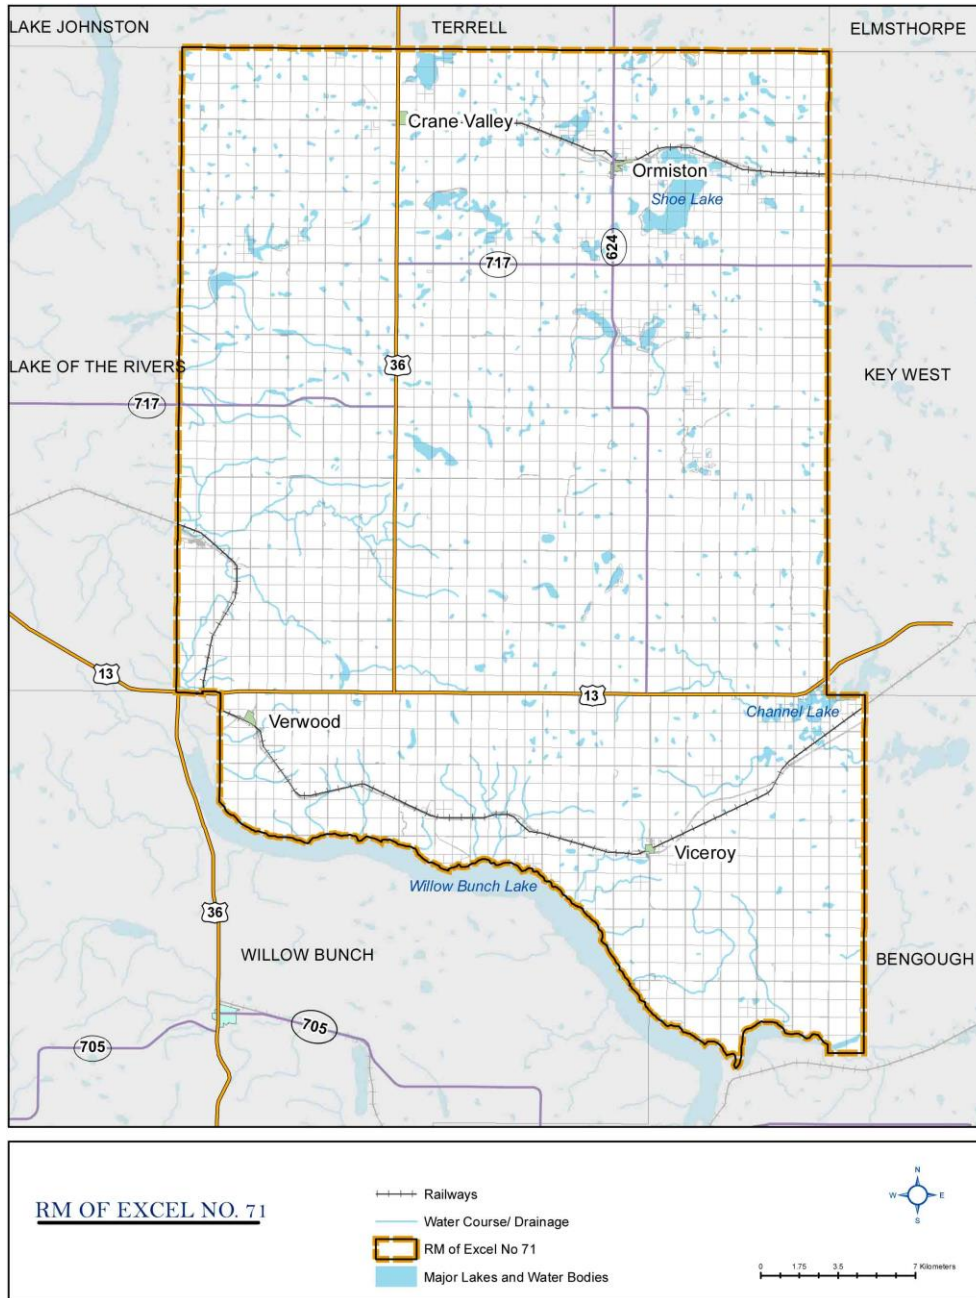 LAKE JOHNSTON
TERRELL
ELMSTHORPE
Crane Valley
Ormiston
Shoe Lake
624
717
36
LAKE OF THE RIVERS
KEY WEST
717
13
13
Channel Lake
Verwood
Viceroy
Willow Bunch Lake
36
WILLOW BUNCH
BENGOUGH
705
705
RM OF EXCEL NO. 71
Railways
Water Course/ Drainage
RM of Excel No 71
Major Lakes and Water Bodies
N
W E
S
0 1.75 3.5 7 Kilometers